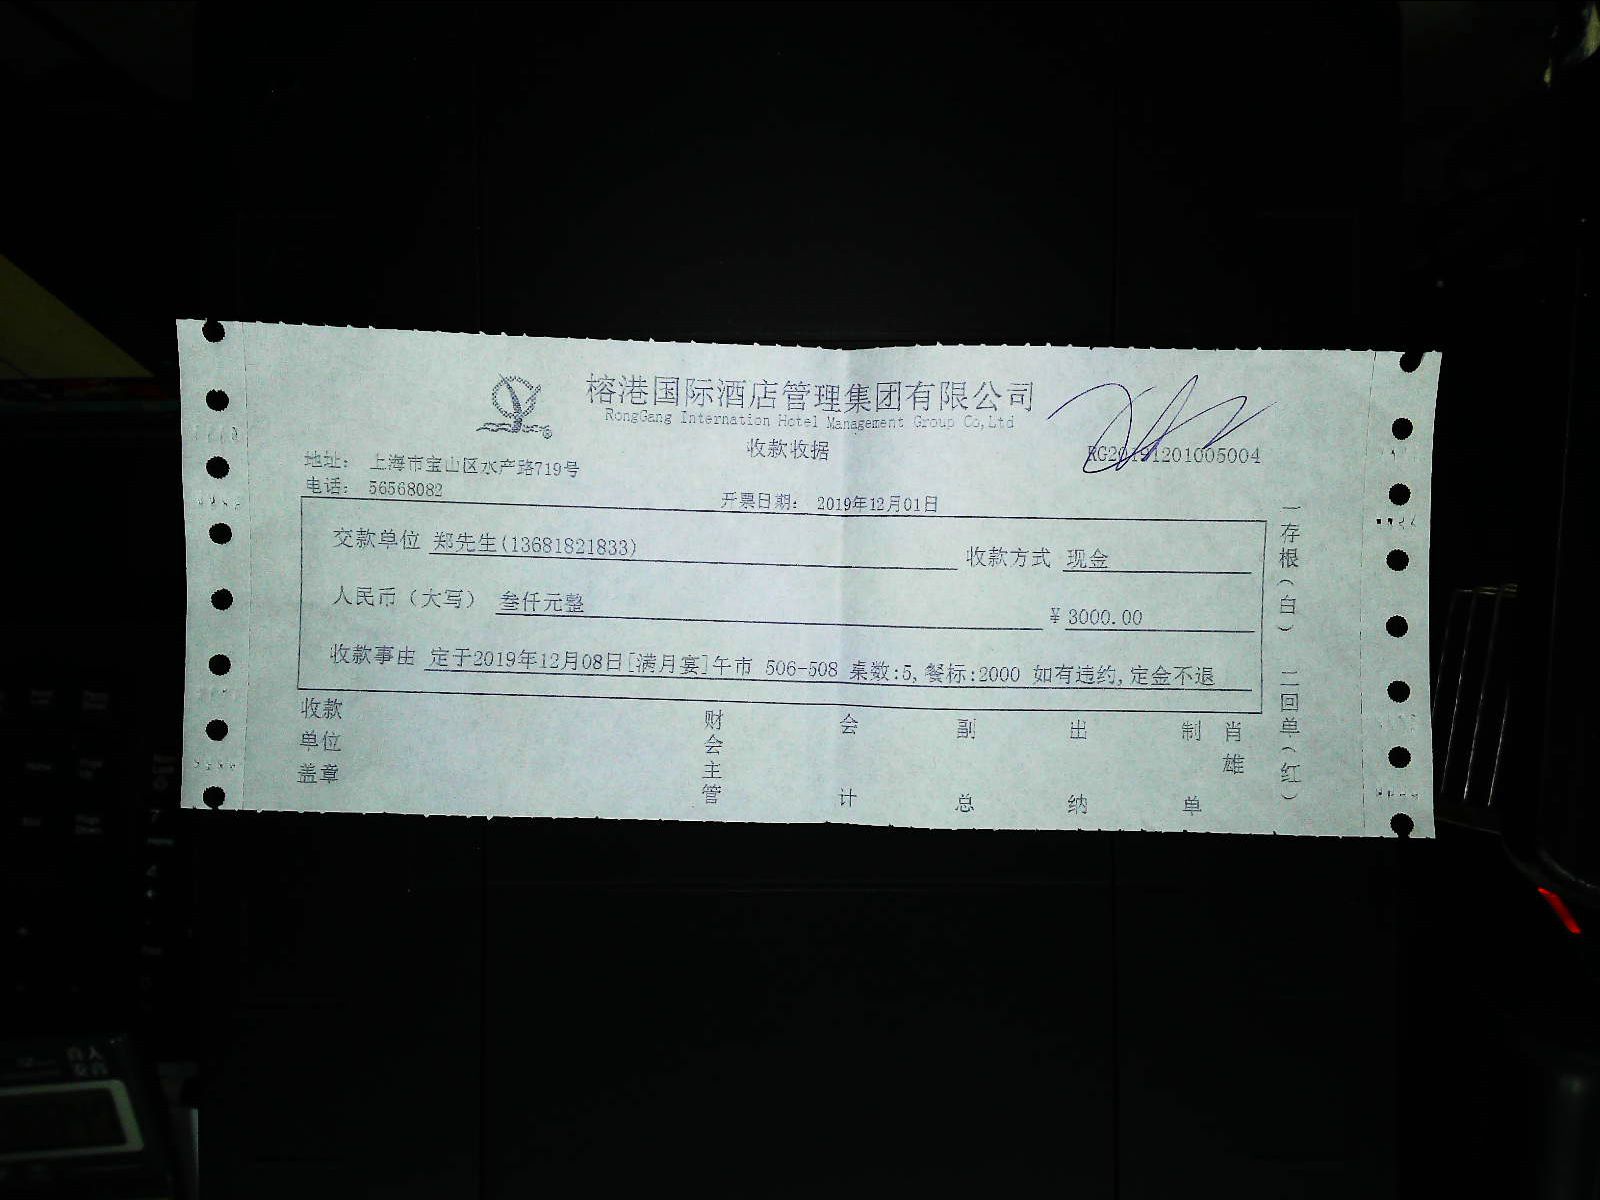 榕港国际酒店管理集团有限公司
RongGang Internation Hotel Management Group Co,Ltd
收款收据
RG20191201005004
地址： 上海市宝山区水产路719号
电话： 56568082
开票日期： 2019年12月01日
交款单位 郑先生(13681821833) 收款方式 现金
人民币（大写） 叁仟元整 ¥ 3000.00
收款事由 定于2019年12月08日[满月宴]午市 506-508 桌数:5,餐标:2000 如有违约,定金不退
收款单位盖章 财会主管 会计 副总 出纳 制单 肖雄
一存根（白） 二回单（红）